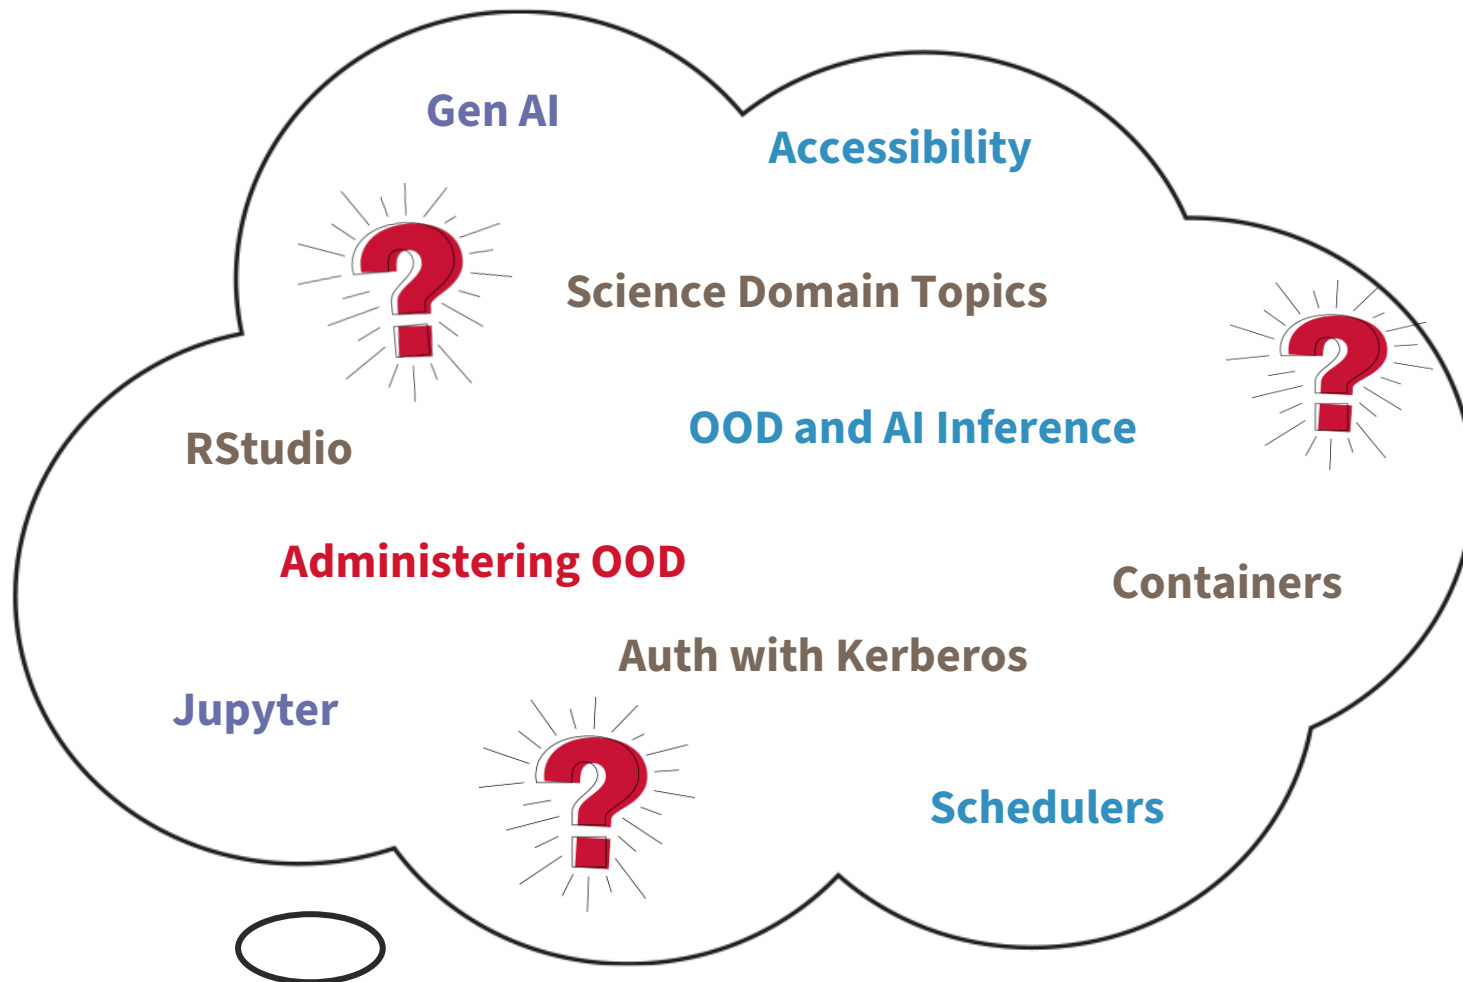 Gen AI
Accessibility
?
Science Domain Topics
?
OOD and AI Inference
RStudio
Administering OOD
Containers
Auth with Kerberos
Jupyter
?
Schedulers